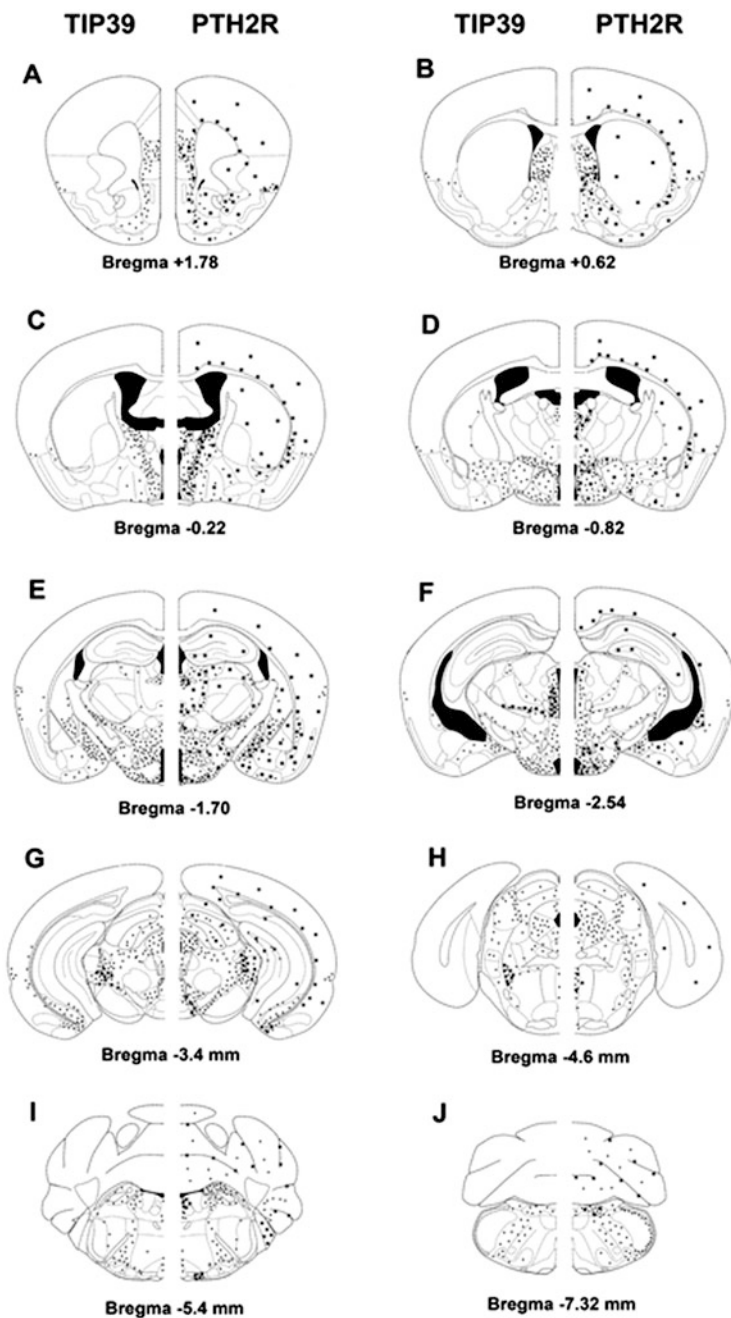 TIP39 PTH2R TIP39 PTH2R
A
B
Bregma +1.78
Bregma +0.62
C
D
Bregma -0.22
Bregma -0.82
E
F
Bregma -1.70
Bregma -2.54
G
H
Bregma -3.4 mm
Bregma -4.6 mm
I
J
Bregma -5.4 mm
Bregma -7.32 mm